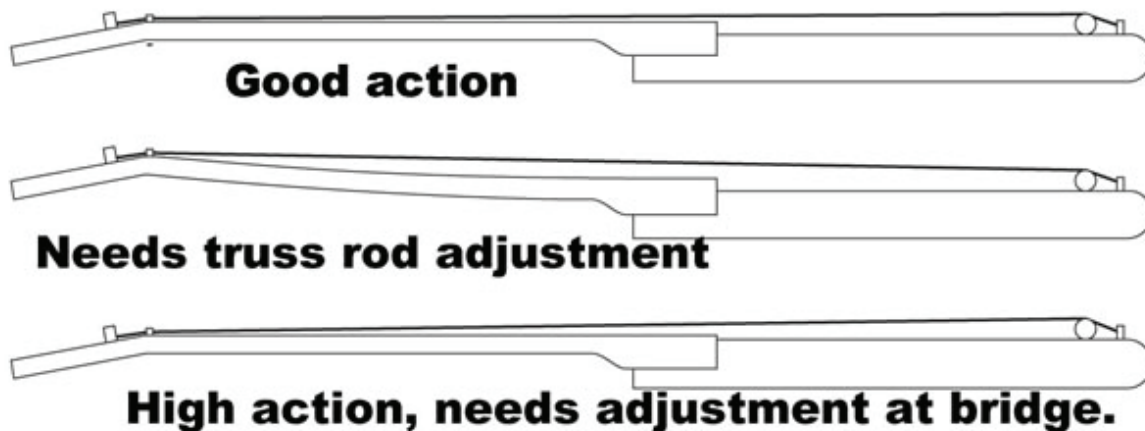 Good action
Needs truss rod adjustment
High action, needs adjustment at bridge.